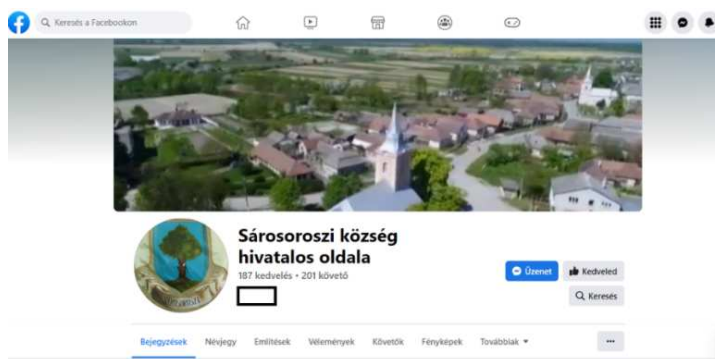 Keresés a Facebookon
Sárosoroszi község
hivatalos oldala
187 kedvelés • 201 követő
Üzenet
Kedveled
Keresés
Bejegyzések Névjegy Említések Vélemények Követők Fényképek Továbbiak